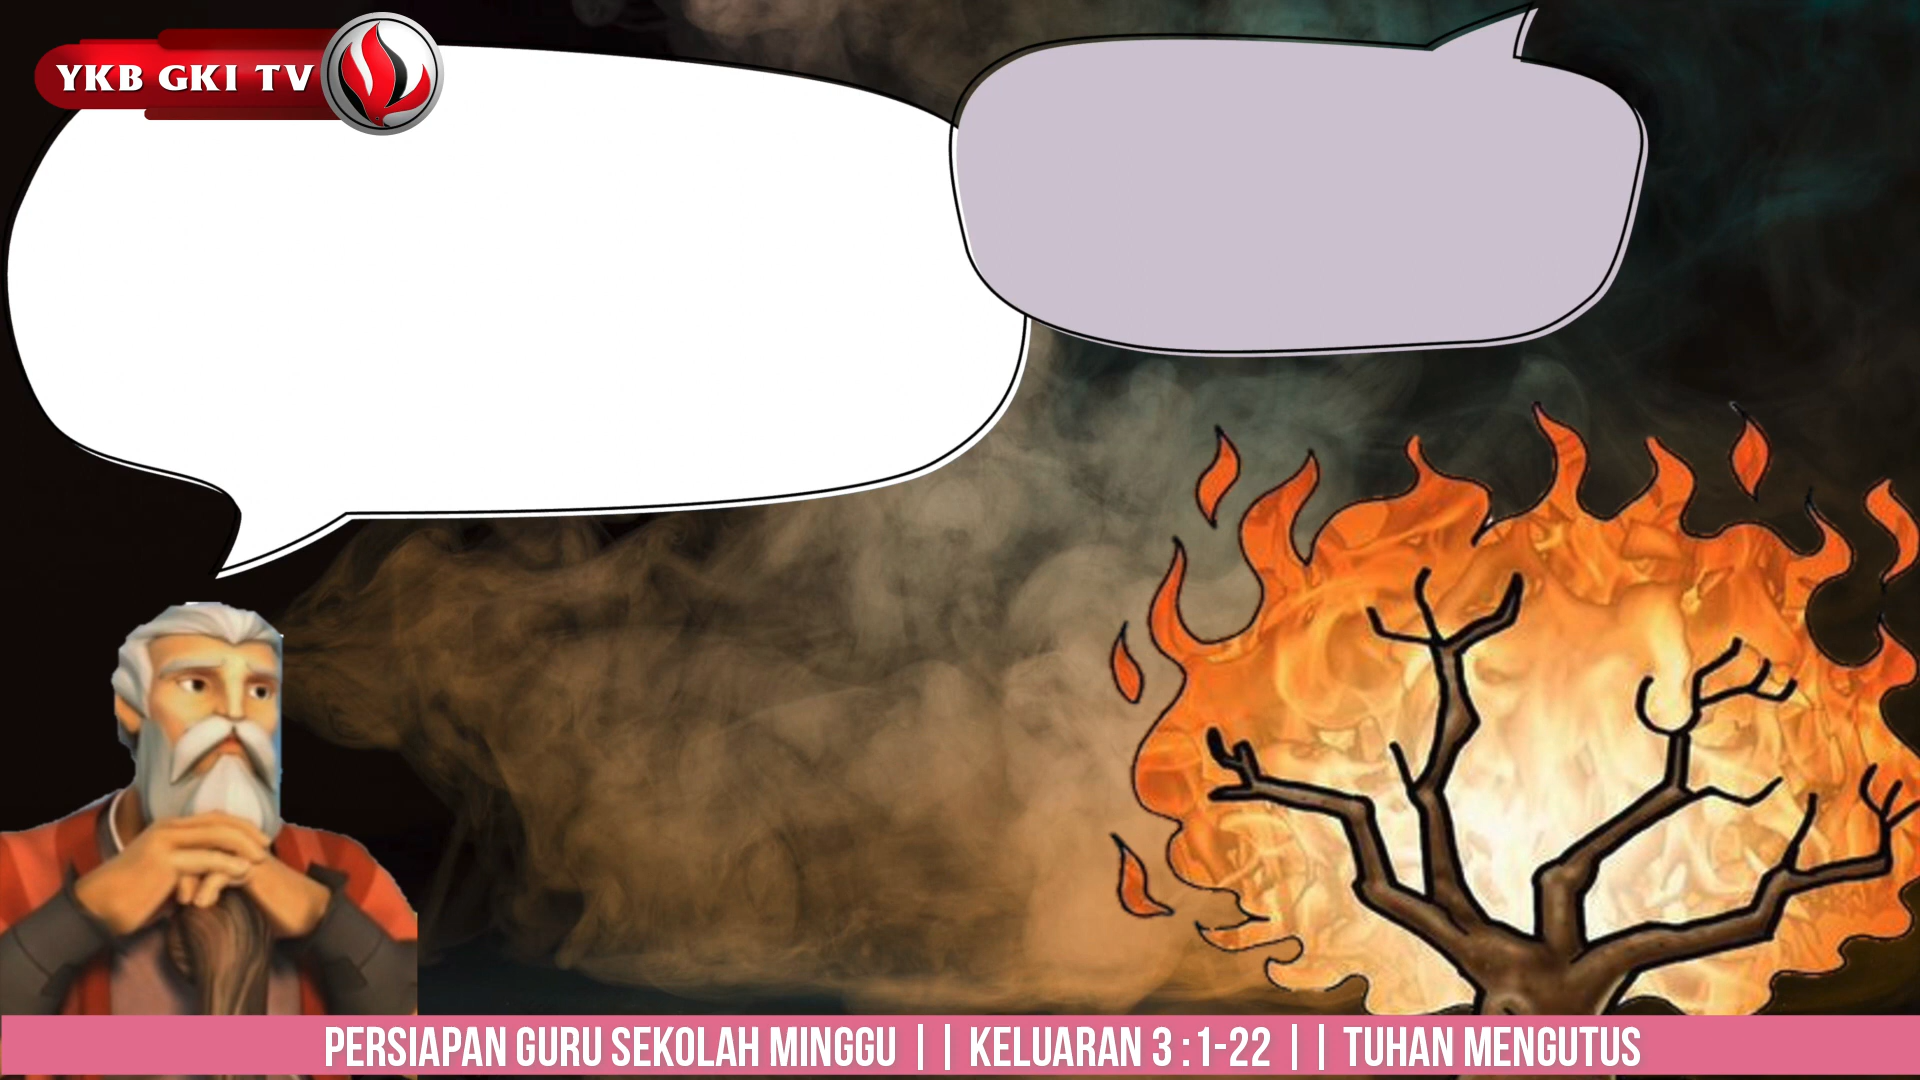 YKB GKI TV
PERSIAPAN GURU SEKOLAH MINGGU || KELUARAN 3 :1-22 || TUHAN MENGUTUS